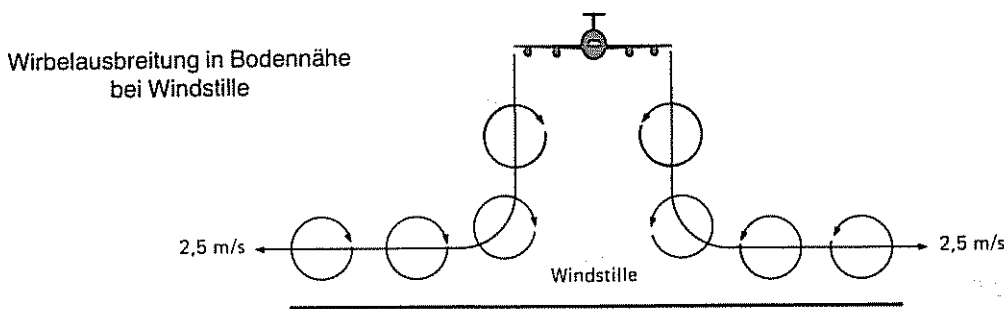 Wirbelausbreitung in Bodennähe
bei Windstille
2,5 m/s
2,5 m/s
Windstille